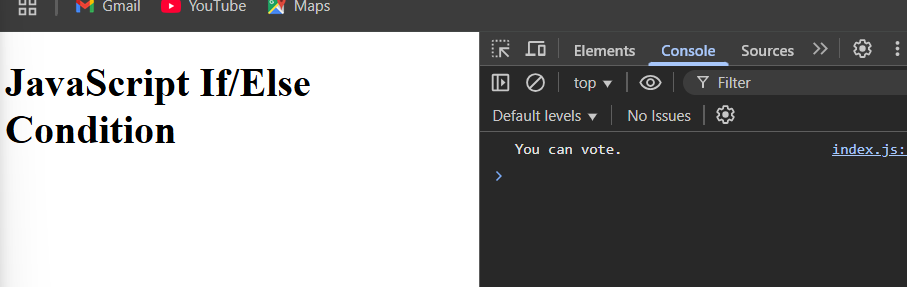 Gmail YouTube Maps
JavaScript If/Else
Condition
Elements Console Sources
top Filter
Default levels No Issues
You can vote. index.js: